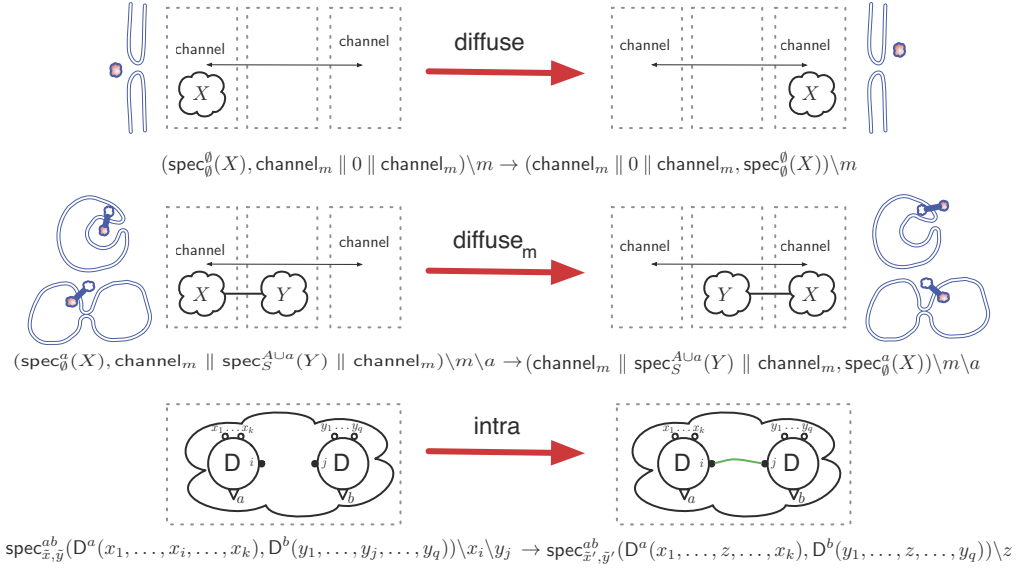 channel channel diffuse channel channel
X X
(spec^∅_∅(X), channel_m ∥ 0 ∥ channel_m)\m → (channel_m ∥ 0 ∥ channel_m, spec^∅_∅(X))\m
channel channel diffuse_m channel channel
X Y Y X
(spec^a_∅(X), channel_m ∥ spec^{A∪a}_S(Y) ∥ channel_m)\m\a → (channel_m ∥ spec^{A∪a}_S(Y) ∥ channel_m, spec^a_∅(X))\m\a
x_1...x_k y_1...y_q intra x_1...x_k y_1...y_q
D i j D D i j D
a b a b
spec^{ab}_{x̃,ỹ}(D^a(x_1, ..., x_i, ..., x_k), D^b(y_1, ..., y_j, ..., y_q))\x_i\y_j → spec^{ab}_{x̃′,ỹ′}(D^a(x_1, ..., z, ..., x_k), D^b(y_1, ..., z, ..., y_q))\z